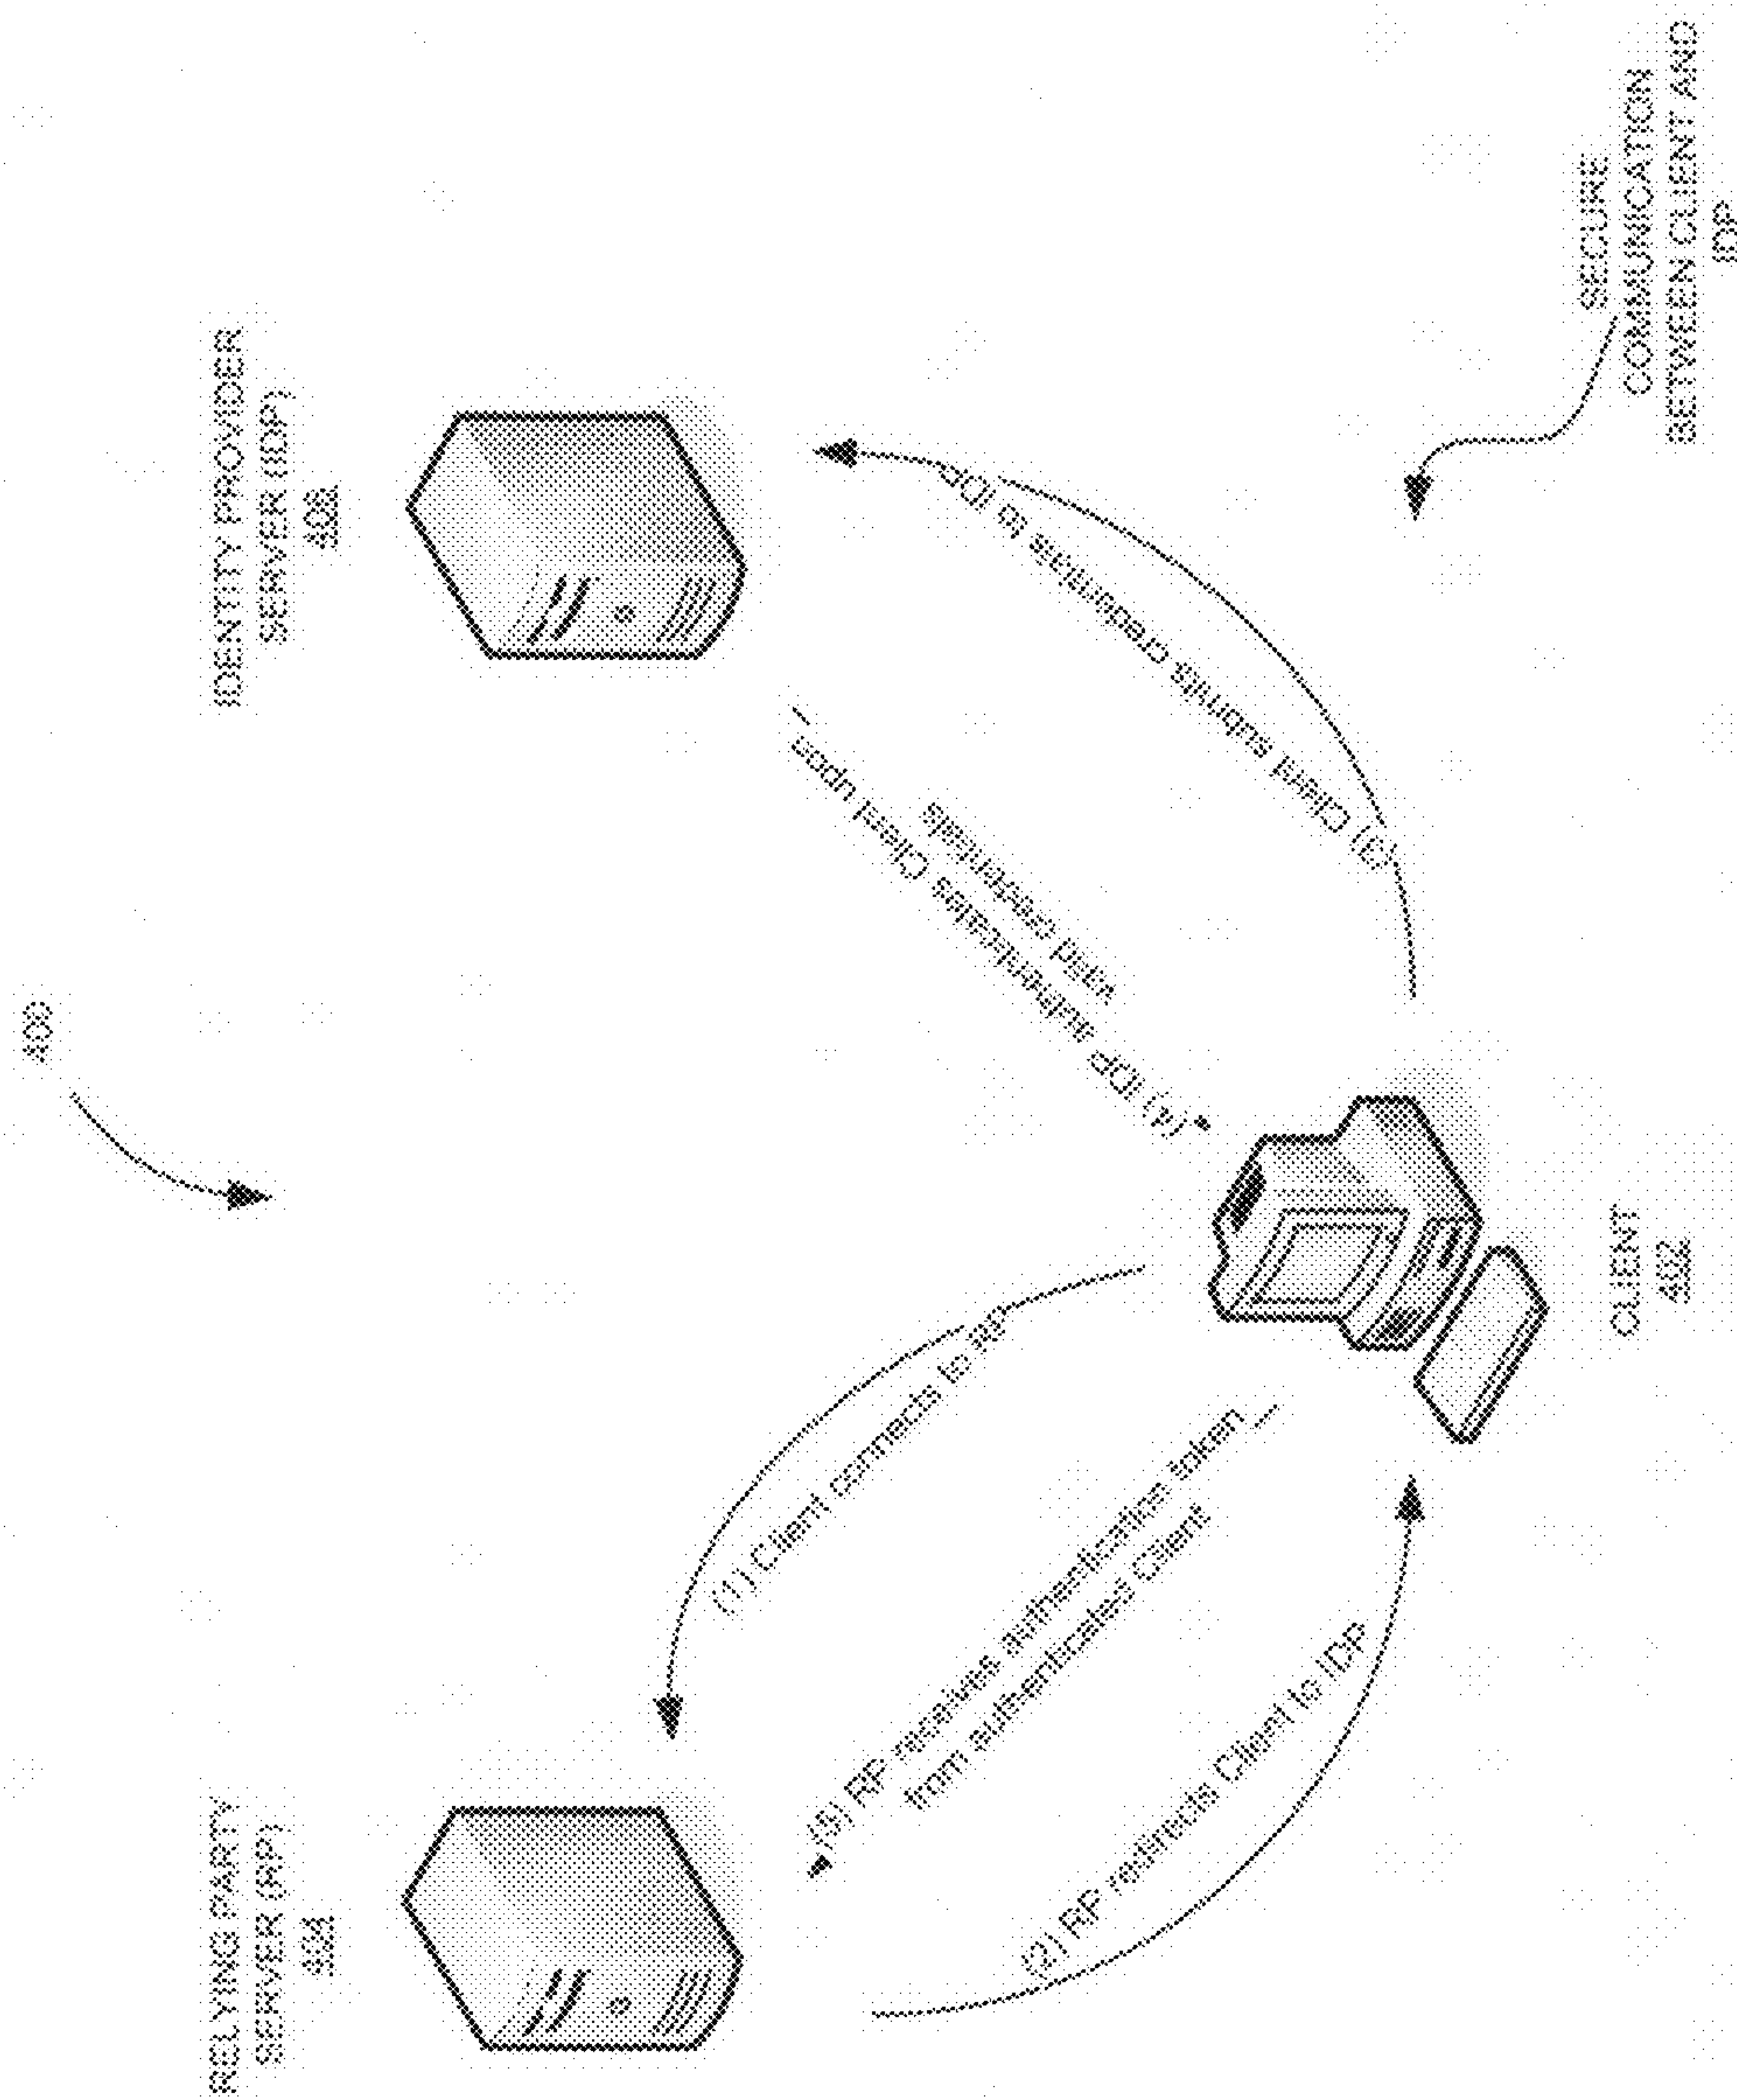 400
RELYING PARTY
SERVER (RP)
404
IDENTITY PROVIDER
SERVER (IDP)
408
(1) Client connects to RP
(5) RP receives authentication token
from authenticated Client
(2) RP redirects Client to IDP
(4) IDP authenticates Client upon
valid credentials
(3) Client submits credentials to IDP
CLIENT
402
SECURE
COMMUNICATION
BETWEEN CLIENT AND
IDP